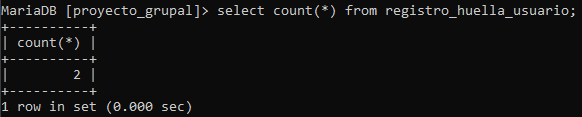 MariaDB [proyecto_grupal]> select count(*) from registro_huella_usuario;
+----------+
| count(*) |
+----------+
|        2 |
+----------+
1 row in set (0.000 sec)